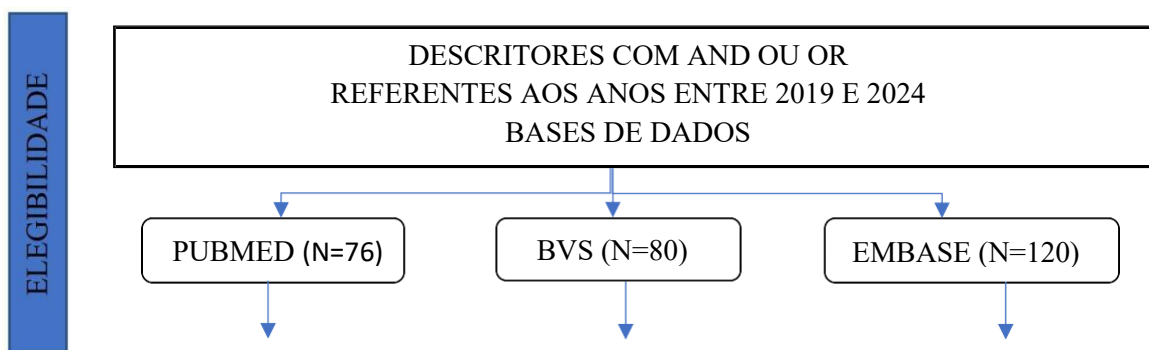 ELEGIBILIDADE
DESCRITORES COM AND OU OR
REFERENTES AOS ANOS ENTRE 2019 E 2024
BASES DE DADOS
PUBMED (N=76)
BVS (N=80)
EMBASE (N=120)